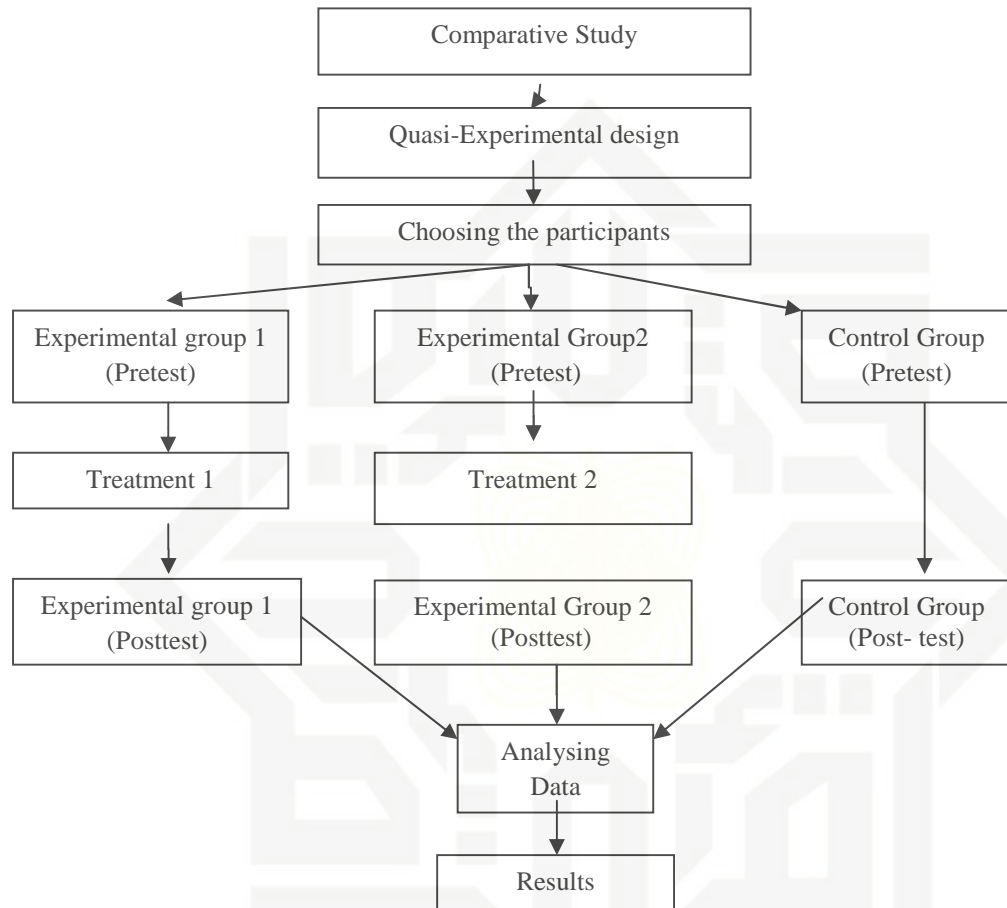 Comparative Study
Quasi-Experimental design
Choosing the participants
Experimental group 1
(Pretest)
Experimental Group2
(Pretest)
Control Group
(Pretest)
Treatment 1
Treatment 2
Experimental group 1
(Posttest)
Experimental Group 2
(Posttest)
Control Group
(Post- test)
Analysing
Data
Results